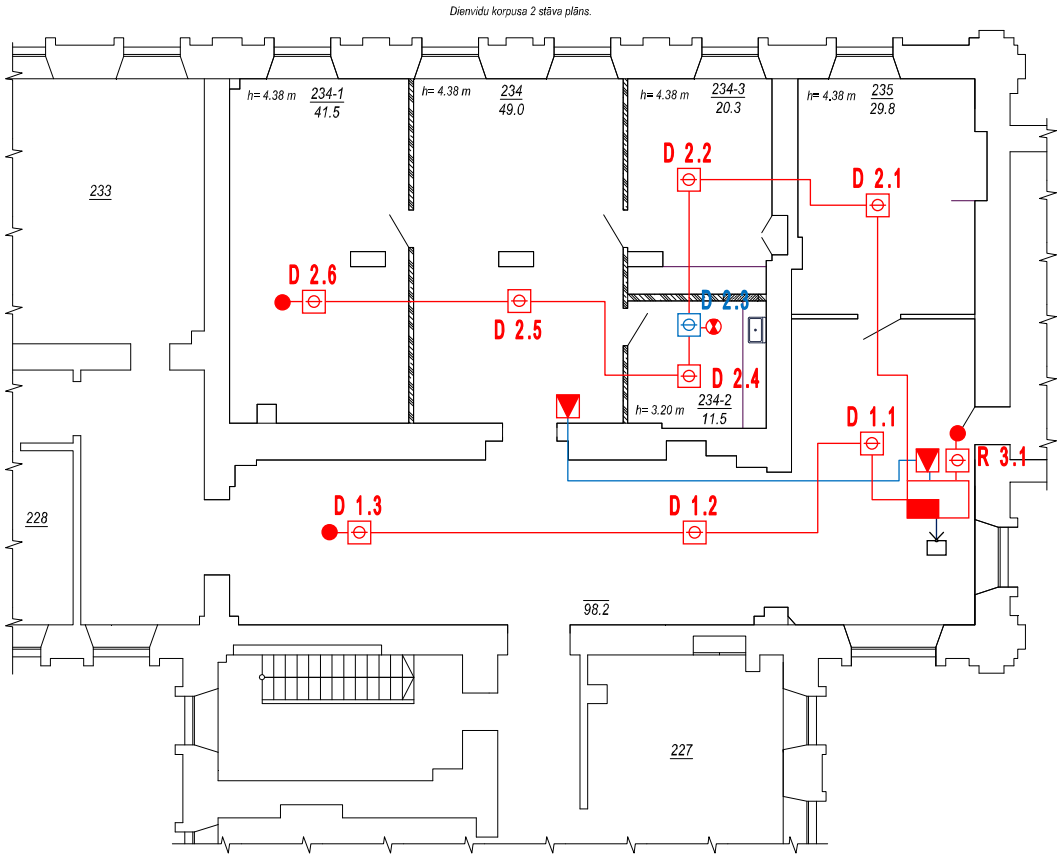 Dienvidu korpusa 2 stāva plāns.
h= 4.38 m
234-1
41.5
h= 4.38 m
234
49.0
h= 4.38 m
234-3
20.3
h= 4.38 m
235
29.8
233
D 2.2
D 2.1
D 2.6
D 2.5
D 2.3
D 2.4
h= 3.20 m
234-2
11.5
D 1.1
R 3.1
228
D 1.3
D 1.2
98.2
227